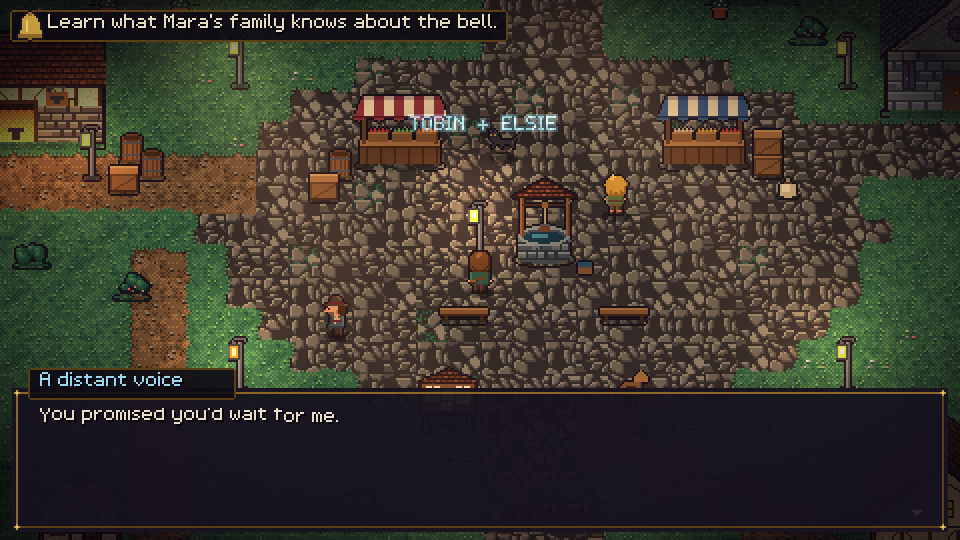 Learn what Mara's family knows about the bell.
TOBIN + ELSIE
A distant voice
You promised you'd wait for me.